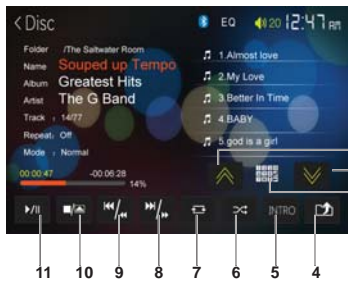 < Disc
EQ 20 12:47 AM
Folder /The Saltwater Room
Name Souped up Tempo
Album Greatest Hits
Artist The G Band
Track : 14/77
Repeat: Off
Mode : Normal
00:00:47 -00:06:28
14%
1.Almost love
2.My Love
3.Better In Time
4.BABY
5.god is a girl
INTRO
11 10 9 8 7 6 5 4